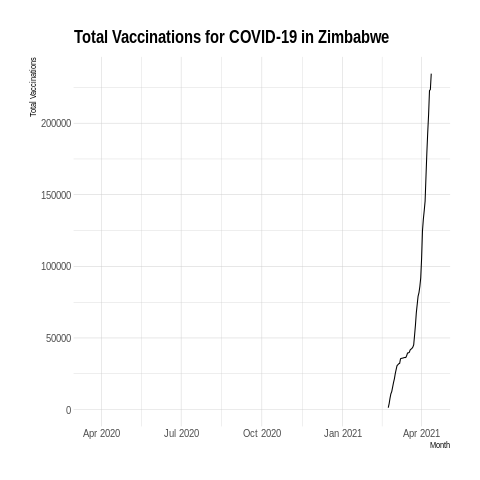 Total Vaccinations for COVID-19 in Zimbabwe
Total Vaccinations
200000
150000
100000
50000
0
Apr 2020 Jul 2020 Oct 2020 Jan 2021 Apr 2021
Month